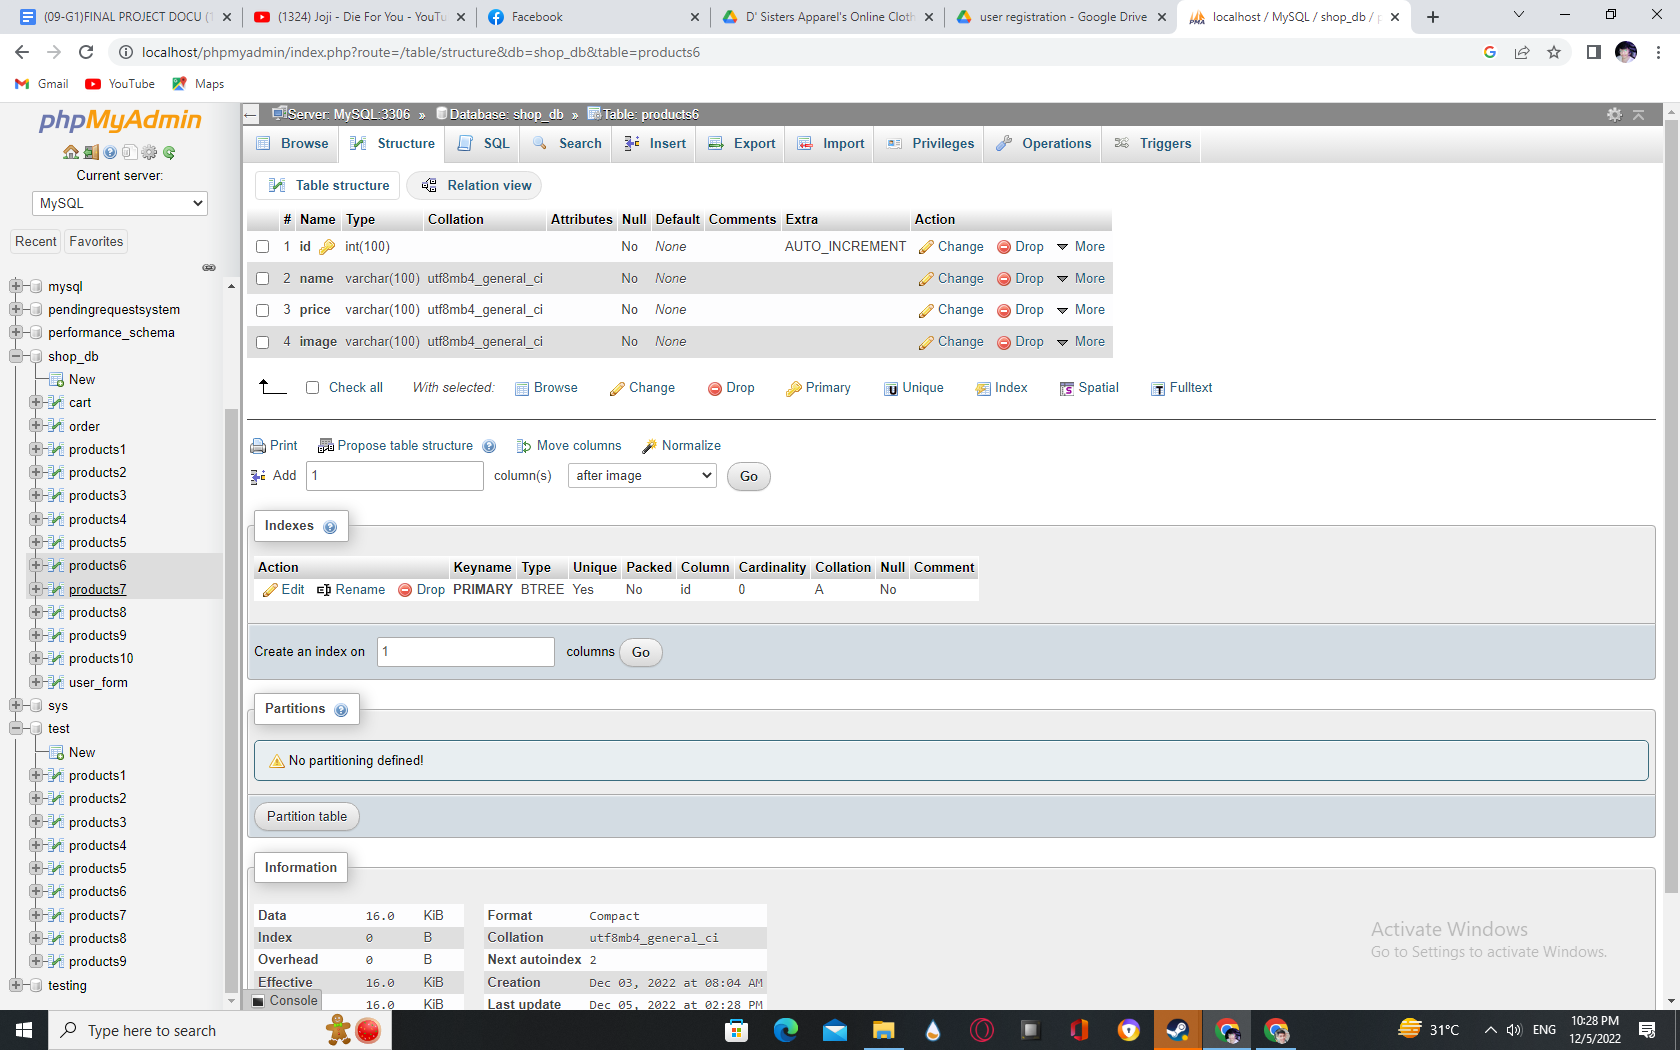 (09-G1)FINAL PROJECT DOCU (1
(1324) Joji - Die For You - YouTu
Facebook
D' Sisters Apparel's Online Cloth
user registration - Google Drive
localhost / MySQL / shop_db / p
localhost/phpmyadmin/index.php?route=/table/structure&db=shop_db&table=products6
Gmail
YouTube
Maps
phpMyAdmin
Current server:
MySQL
Recent
Favorites
mysql
pendingrequestsystem
performance_schema
shop_db
New
cart
order
products1
products2
products3
products4
products5
products6
products7
products8
products9
products10
user_form
sys
test
New
products1
products2
products3
products4
products5
products6
products7
products8
products9
testing
Server: MySQL:3306 » Database: shop_db » Table: products6
Browse Structure SQL Search Insert Export Import Privileges Operations Triggers
Table structure Relation view
# Name Type Collation Attributes Null Default Comments Extra Action
1 id int(100) No None AUTO_INCREMENT Change Drop More
2 name varchar(100) utf8mb4_general_ci No None Change Drop More
3 price varchar(100) utf8mb4_general_ci No None Change Drop More
4 image varchar(100) utf8mb4_general_ci No None Change Drop More
Check all With selected: Browse Change Drop Primary Unique Index Spatial Fulltext
Print Propose table structure Move columns Normalize
Add 1 column(s) after image Go
Indexes
Action Keyname Type Unique Packed Column Cardinality Collation Null Comment
Edit Rename Drop PRIMARY BTREE Yes No id 0 A No
Create an index on 1 columns Go
Partitions
No partitioning defined!
Partition table
Information
Data 16.0 KiB
Index 0 B
Overhead 0 B
Effective 16.0 KiB
16.0 KiB
Format Compact
Collation utf8mb4_general_ci
Next autoindex 2
Creation Dec 03, 2022 at 08:04 AM
Last update Dec 05, 2022 at 02:28 PM
Console
Activate Windows
Go to Settings to activate Windows.
Type here to search
31°C
ENG
10:28 PM
12/5/2022